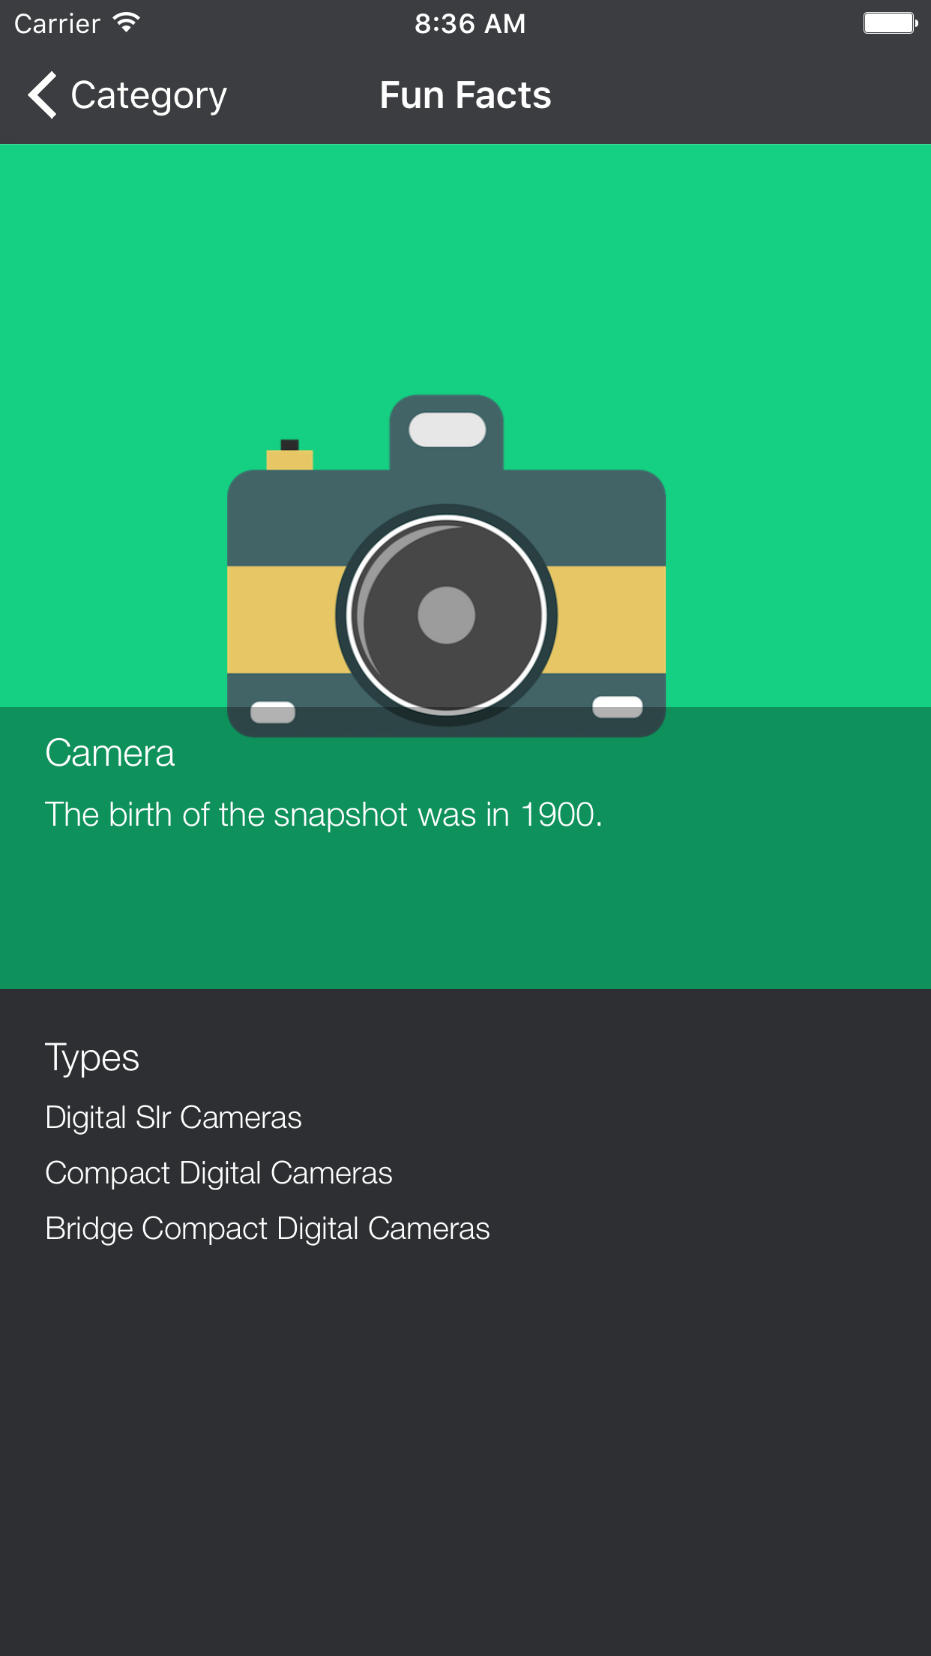 Carrier 8:36 AM
Category Fun Facts
Camera
The birth of the snapshot was in 1900.
Types
Digital Slr Cameras
Compact Digital Cameras
Bridge Compact Digital Cameras